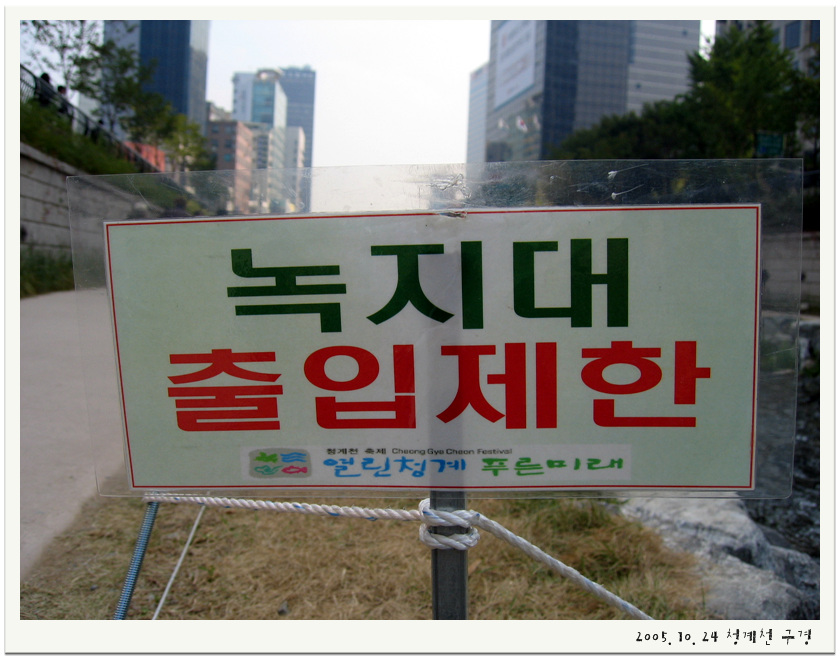 녹지대
출입제한
청계천 축제 Cheong Gye Cheon Festival
열린청계 푸른미래
2005.10.24 청계천 구경